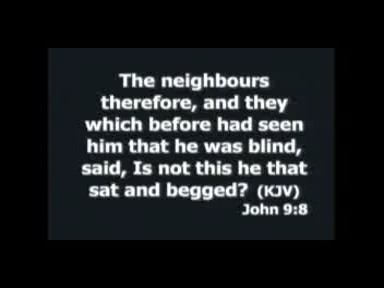 The neighbours
therefore, and they
which before had seen
him that he was blind,
said, Is not this he that
sat and begged? (KJV)
John 9:8